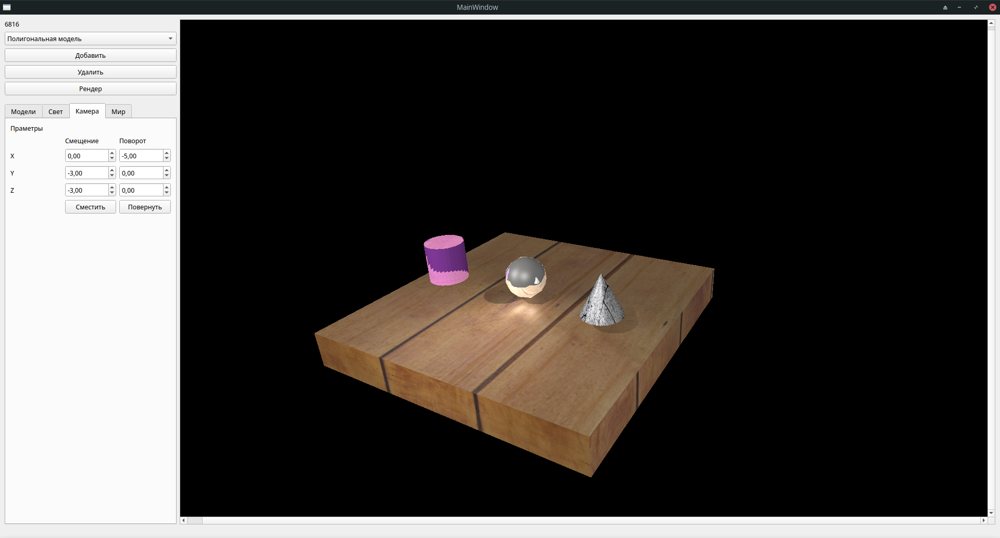 MainWindow
6816
Полигональная модель
Добавить
Удалить
Рендер
Модели Свет Камера Мир
Праметры
Смещение Поворот
X 0,00 -5,00
Y -3,00 0,00
Z -3,00 0,00
Сместить Повернуть